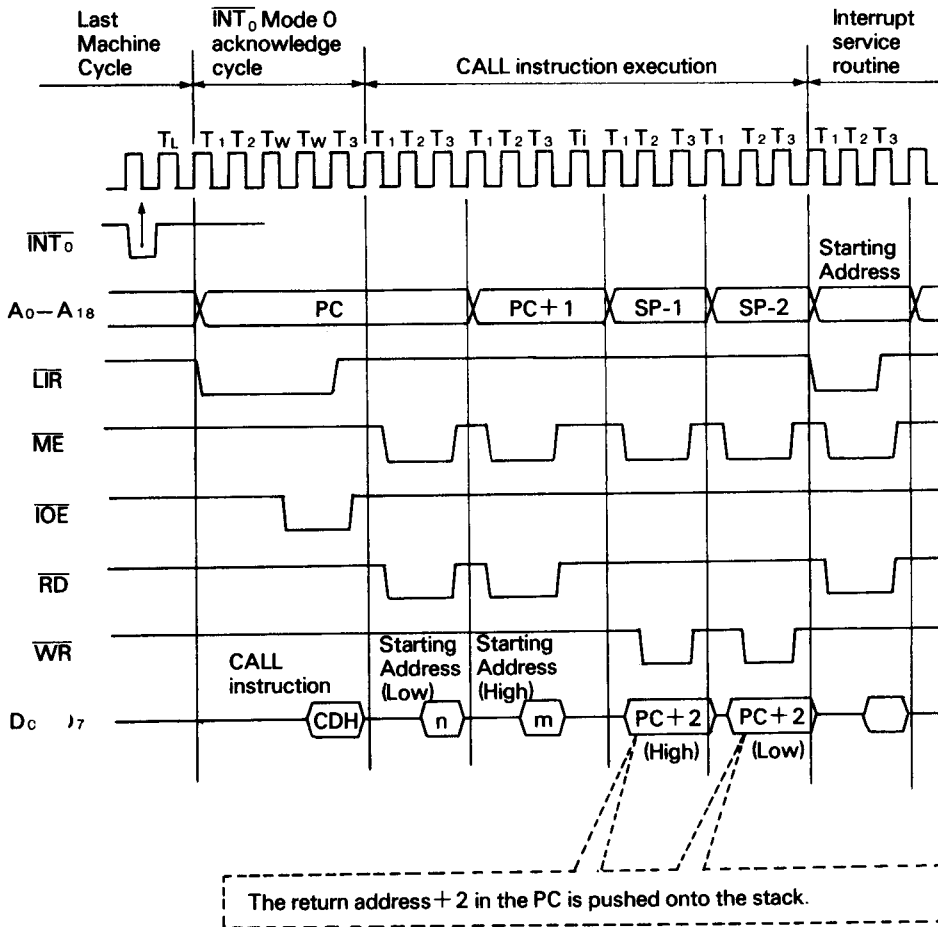 Last
Machine
Cycle
INT₀ Mode 0
acknowledge
cycle
CALL instruction execution
Interrupt
service
routine
TL T1 T2 TW TW T3 T1 T2 T3 T1 T2 T3 Ti T1 T2 T3 T1 T2 T3 T1 T2 T3
INT₀
Starting
Address
A₀—A₁₈ PC PC+1 SP-1 SP-2
LIR
ME
IOE
RD
WR
CALL
instruction
Starting
Address
(Low)
Starting
Address
(High)
CDH n m PC+2 PC+2
(High) (Low)
The return address+2 in the PC is pushed onto the stack.